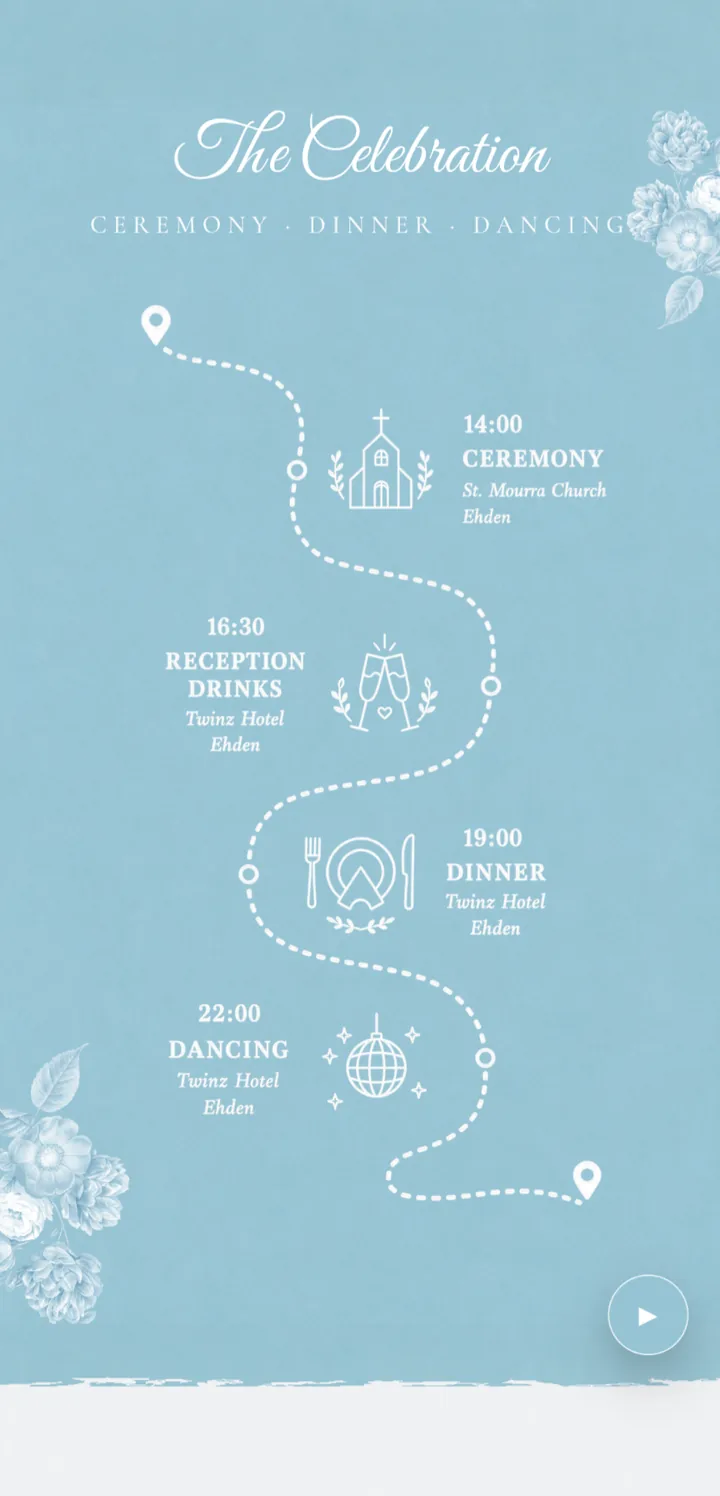 The Celebration
CEREMONY · DINNER · DANCING
14:00
CEREMONY
St. Mourra Church
Ehden
16:30
RECEPTION
DRINKS
Twinz Hotel
Ehden
19:00
DINNER
Twinz Hotel
Ehden
22:00
DANCING
Twinz Hotel
Ehden